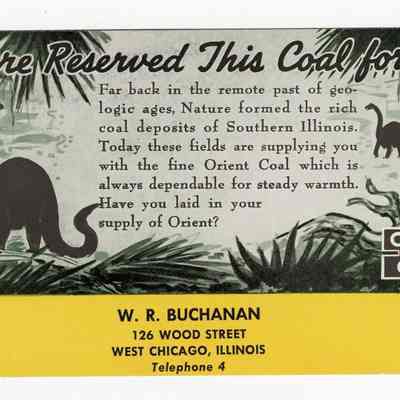 re Reserved This Coal for
Far back in the remote past of geo-
logic ages, Nature formed the rich
coal deposits of Southern Illinois.
Today these fields are supplying you
with the fine Orient Coal which is
always dependable for steady warmth.
Have you laid in your
supply of Orient?
W. R. BUCHANAN
126 WOOD STREET
WEST CHICAGO, ILLINOIS
Telephone 4